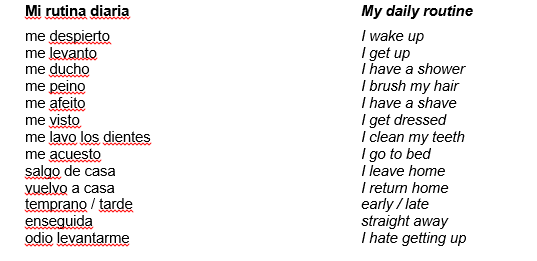 Mi rutina diaria My daily routine
me despierto I wake up
me levanto I get up
me ducho I have a shower
me peino I brush my hair
me afeito I have a shave
me visto I get dressed
me lavo los dientes I clean my teeth
me acuesto I go to bed
salgo de casa I leave home
vuelvo a casa I return home
temprano / tarde early / late
enseguida straight away
odio levantarme I hate getting up